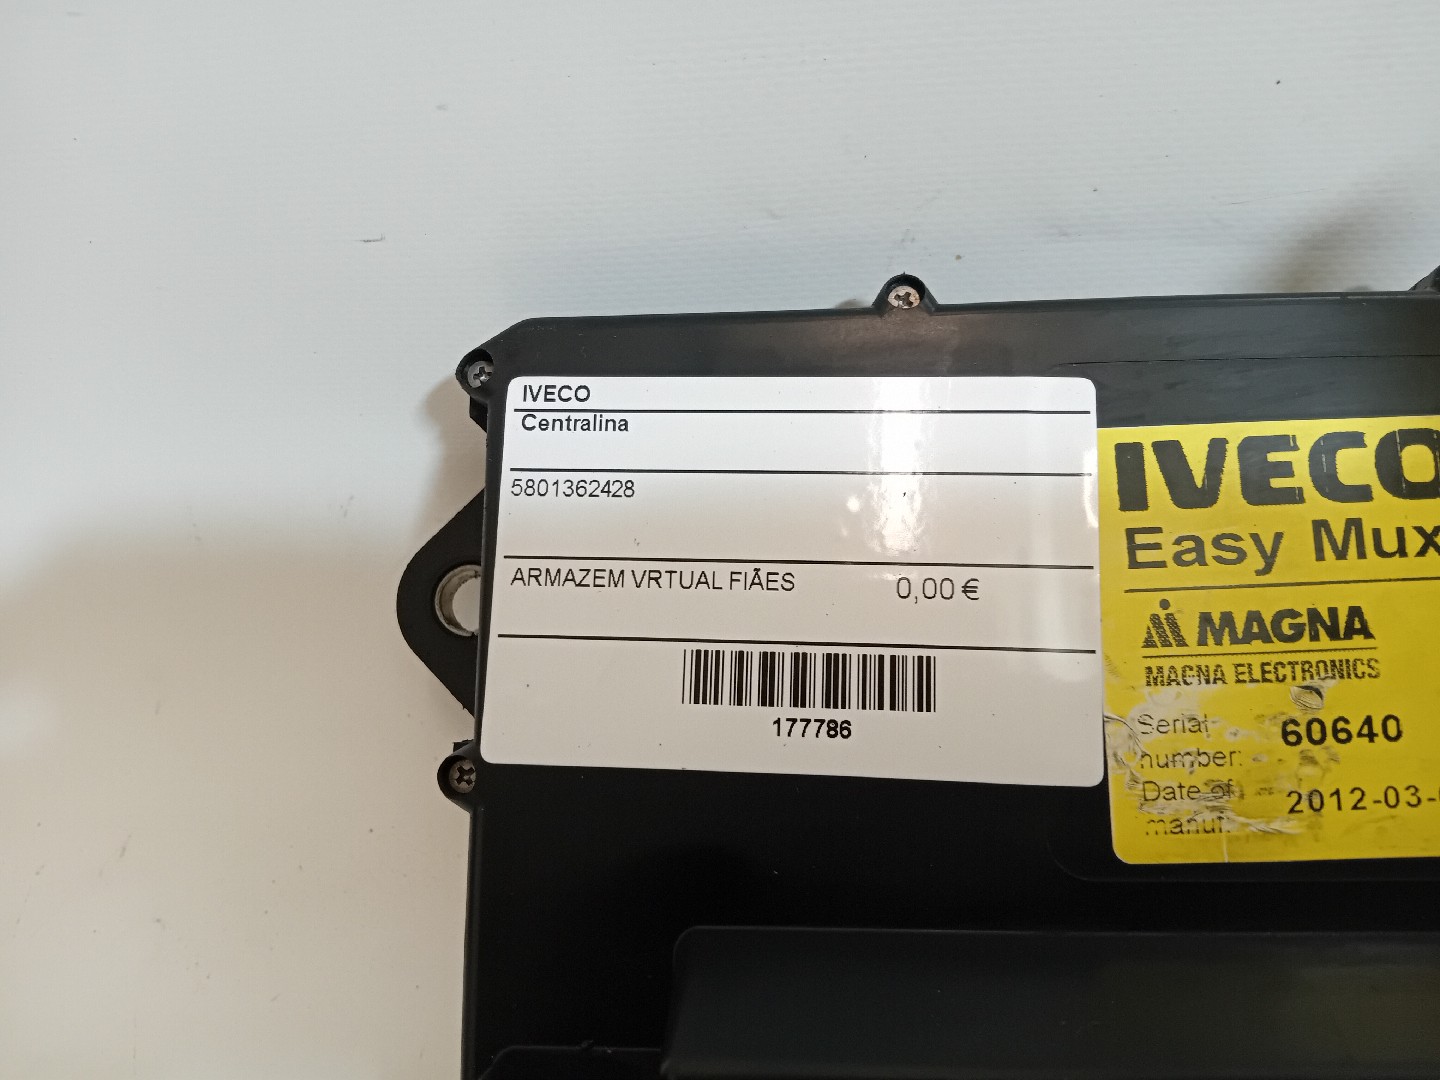 IVECO
Centralina
5801362428
ARMAZEM VRTUAL FIÃES 0,00 €
177786
IVECO
Easy Mux
MAGNA
MAGNA ELECTRONICS
Serial
number: 60640
Date of
manuf. 2012-03-